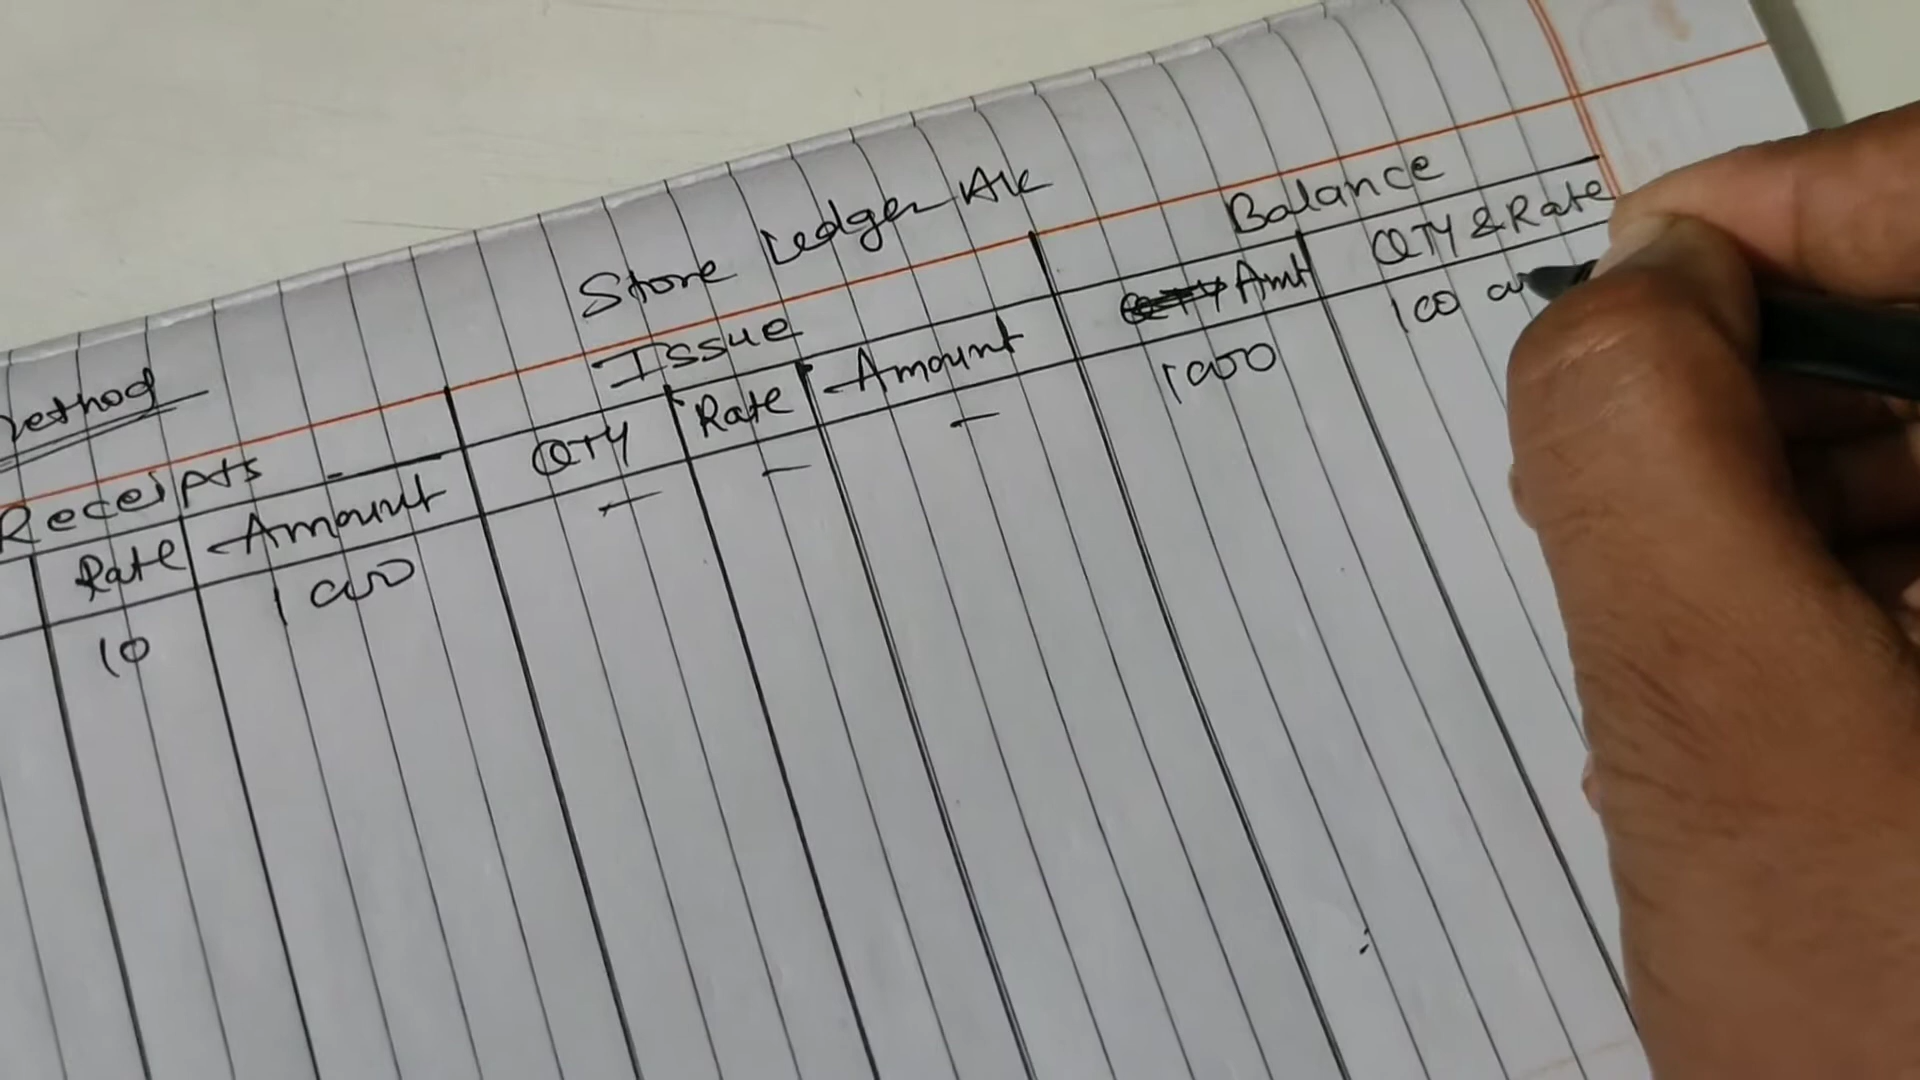 Store Ledger A/c
Method
Receipts Issue Balance
Rate Amount QTY Rate Amount Amt QTY & Rate
10 1000 - - - 1000 100